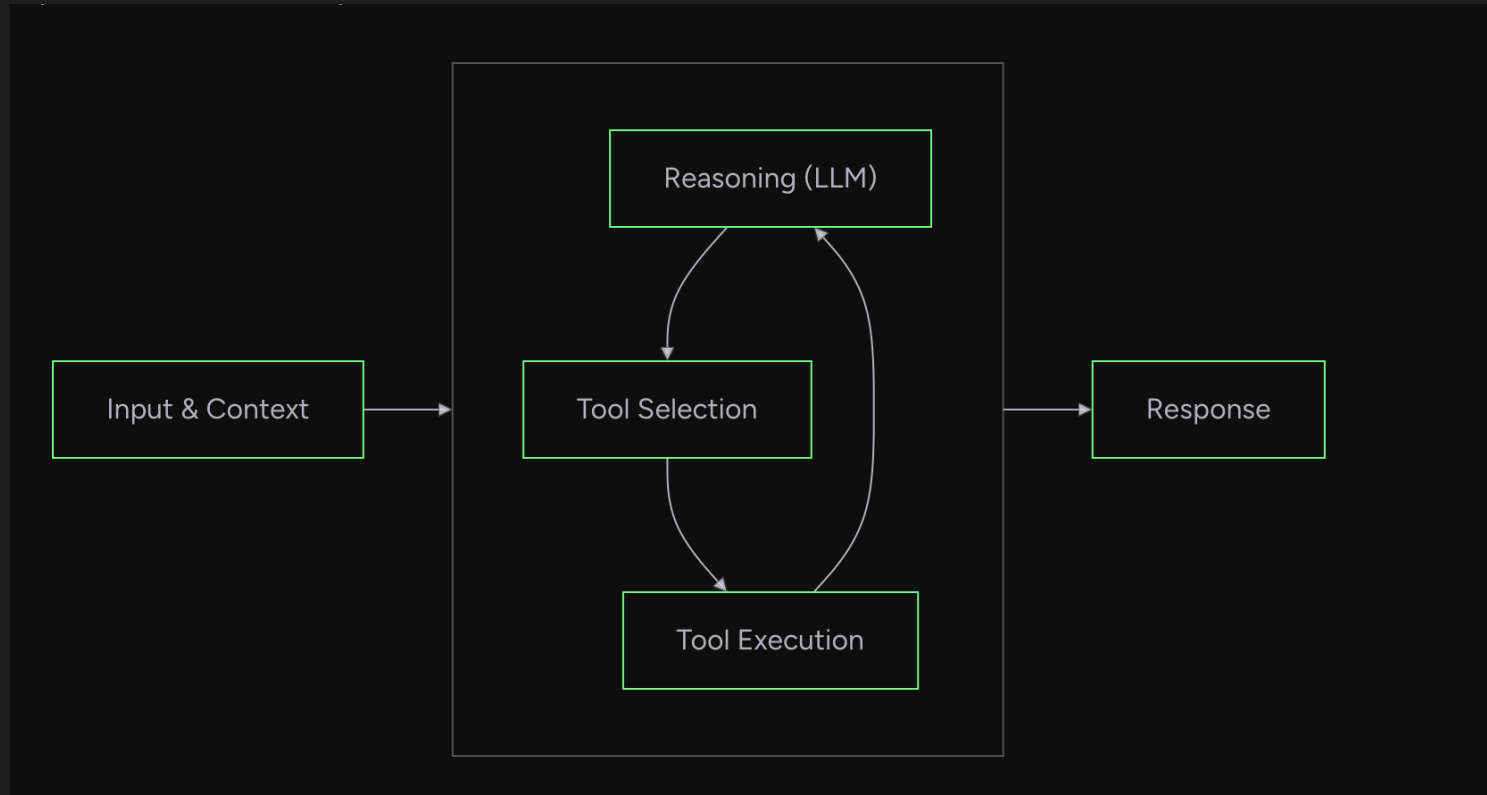 Reasoning (LLM)
Input & Context
Tool Selection
Response
Tool Execution